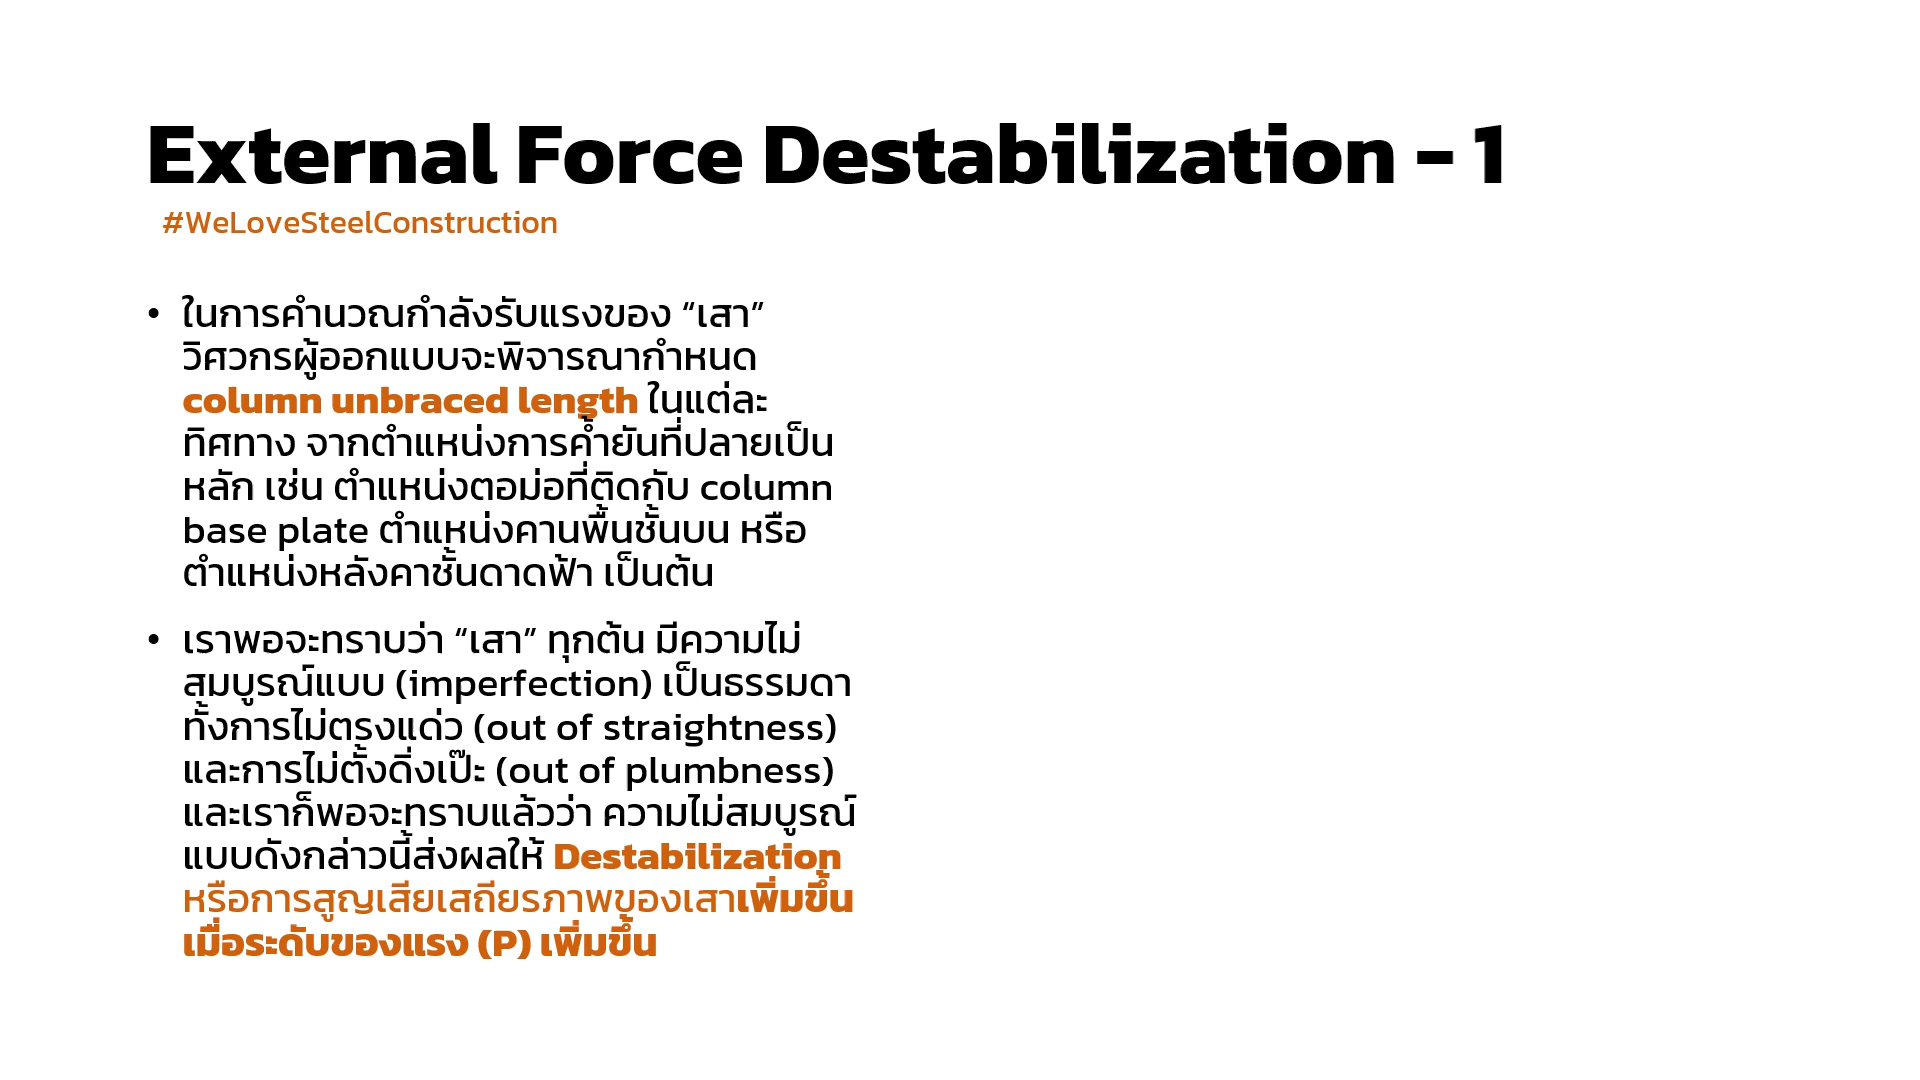 External Force Destabilization - 1
#WeLoveSteelConstruction
• ในการคำนวณกำลังรับแรงของ “เสา”
วิศวกรผู้ออกแบบจะพิจารณากำหนด
column unbraced length ในแต่ละ
ทิศทาง จากตำแหน่งการค้ำยันที่ปลายเป็น
หลัก เช่น ตำแหน่งตอม่อที่ติดกับ column
base plate ตำแหน่งคานพื้นชั้นบน หรือ
ตำแหน่งหลังคาชั้นดาดฟ้า เป็นต้น
• เราพอจะทราบว่า “เสา” ทุกต้น มีความไม่
สมบูรณ์แบบ (imperfection) เป็นธรรมดา
ทั้งการไม่ตรงแด่ว (out of straightness)
และการไม่ตั้งดิ่งเป๊ะ (out of plumbness)
และเราก็พอจะทราบแล้วว่า ความไม่สมบูรณ์
แบบดังกล่าวนี้ส่งผลให้ Destabilization
หรือการสูญเสียเสถียรภาพของเสาเพิ่มขึ้น
เมื่อระดับของแรง (P) เพิ่มขึ้น